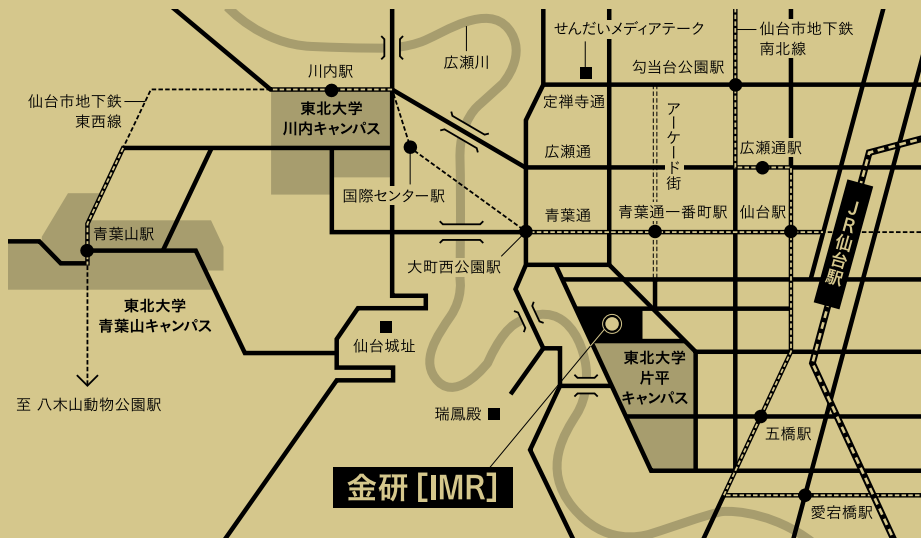 せんだいメディアテーク
仙台市地下鉄
南北線
広瀬川
勾当台公園駅
川内駅
仙台市地下鉄
東西線
東北大学
川内キャンパス
定禅寺通
アーケード街
広瀬通
広瀬通駅
国際センター駅
青葉通
青葉通一番町駅
仙台駅
JR仙台駅
青葉山駅
大町西公園駅
東北大学
青葉山キャンパス
仙台城址
東北大学
片平
キャンパス
至 八木山動物公園駅
瑞鳳殿
五橋駅
金研 [IMR]
愛宕橋駅